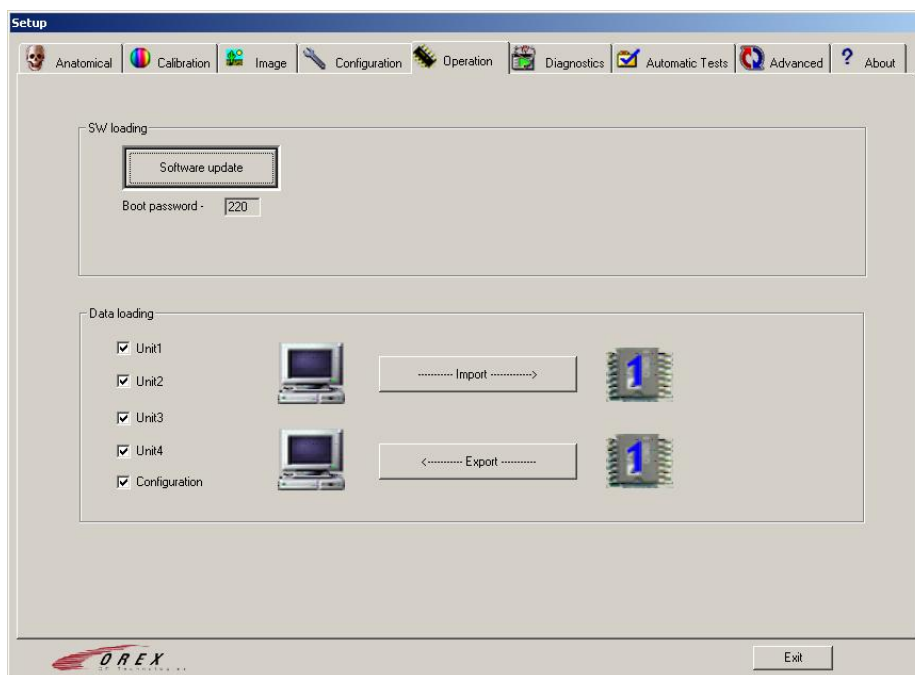 Setup
Anatomical Calibration Image Configuration Operation Diagnostics Automatic Tests Advanced ? About
SW loading
Software update
Boot password - 220
Data loading
Unit1
Unit2
Unit3
Unit4
Configuration
----------- Import ------------->
1
<----------- Export -----------
1
OREX
Exit